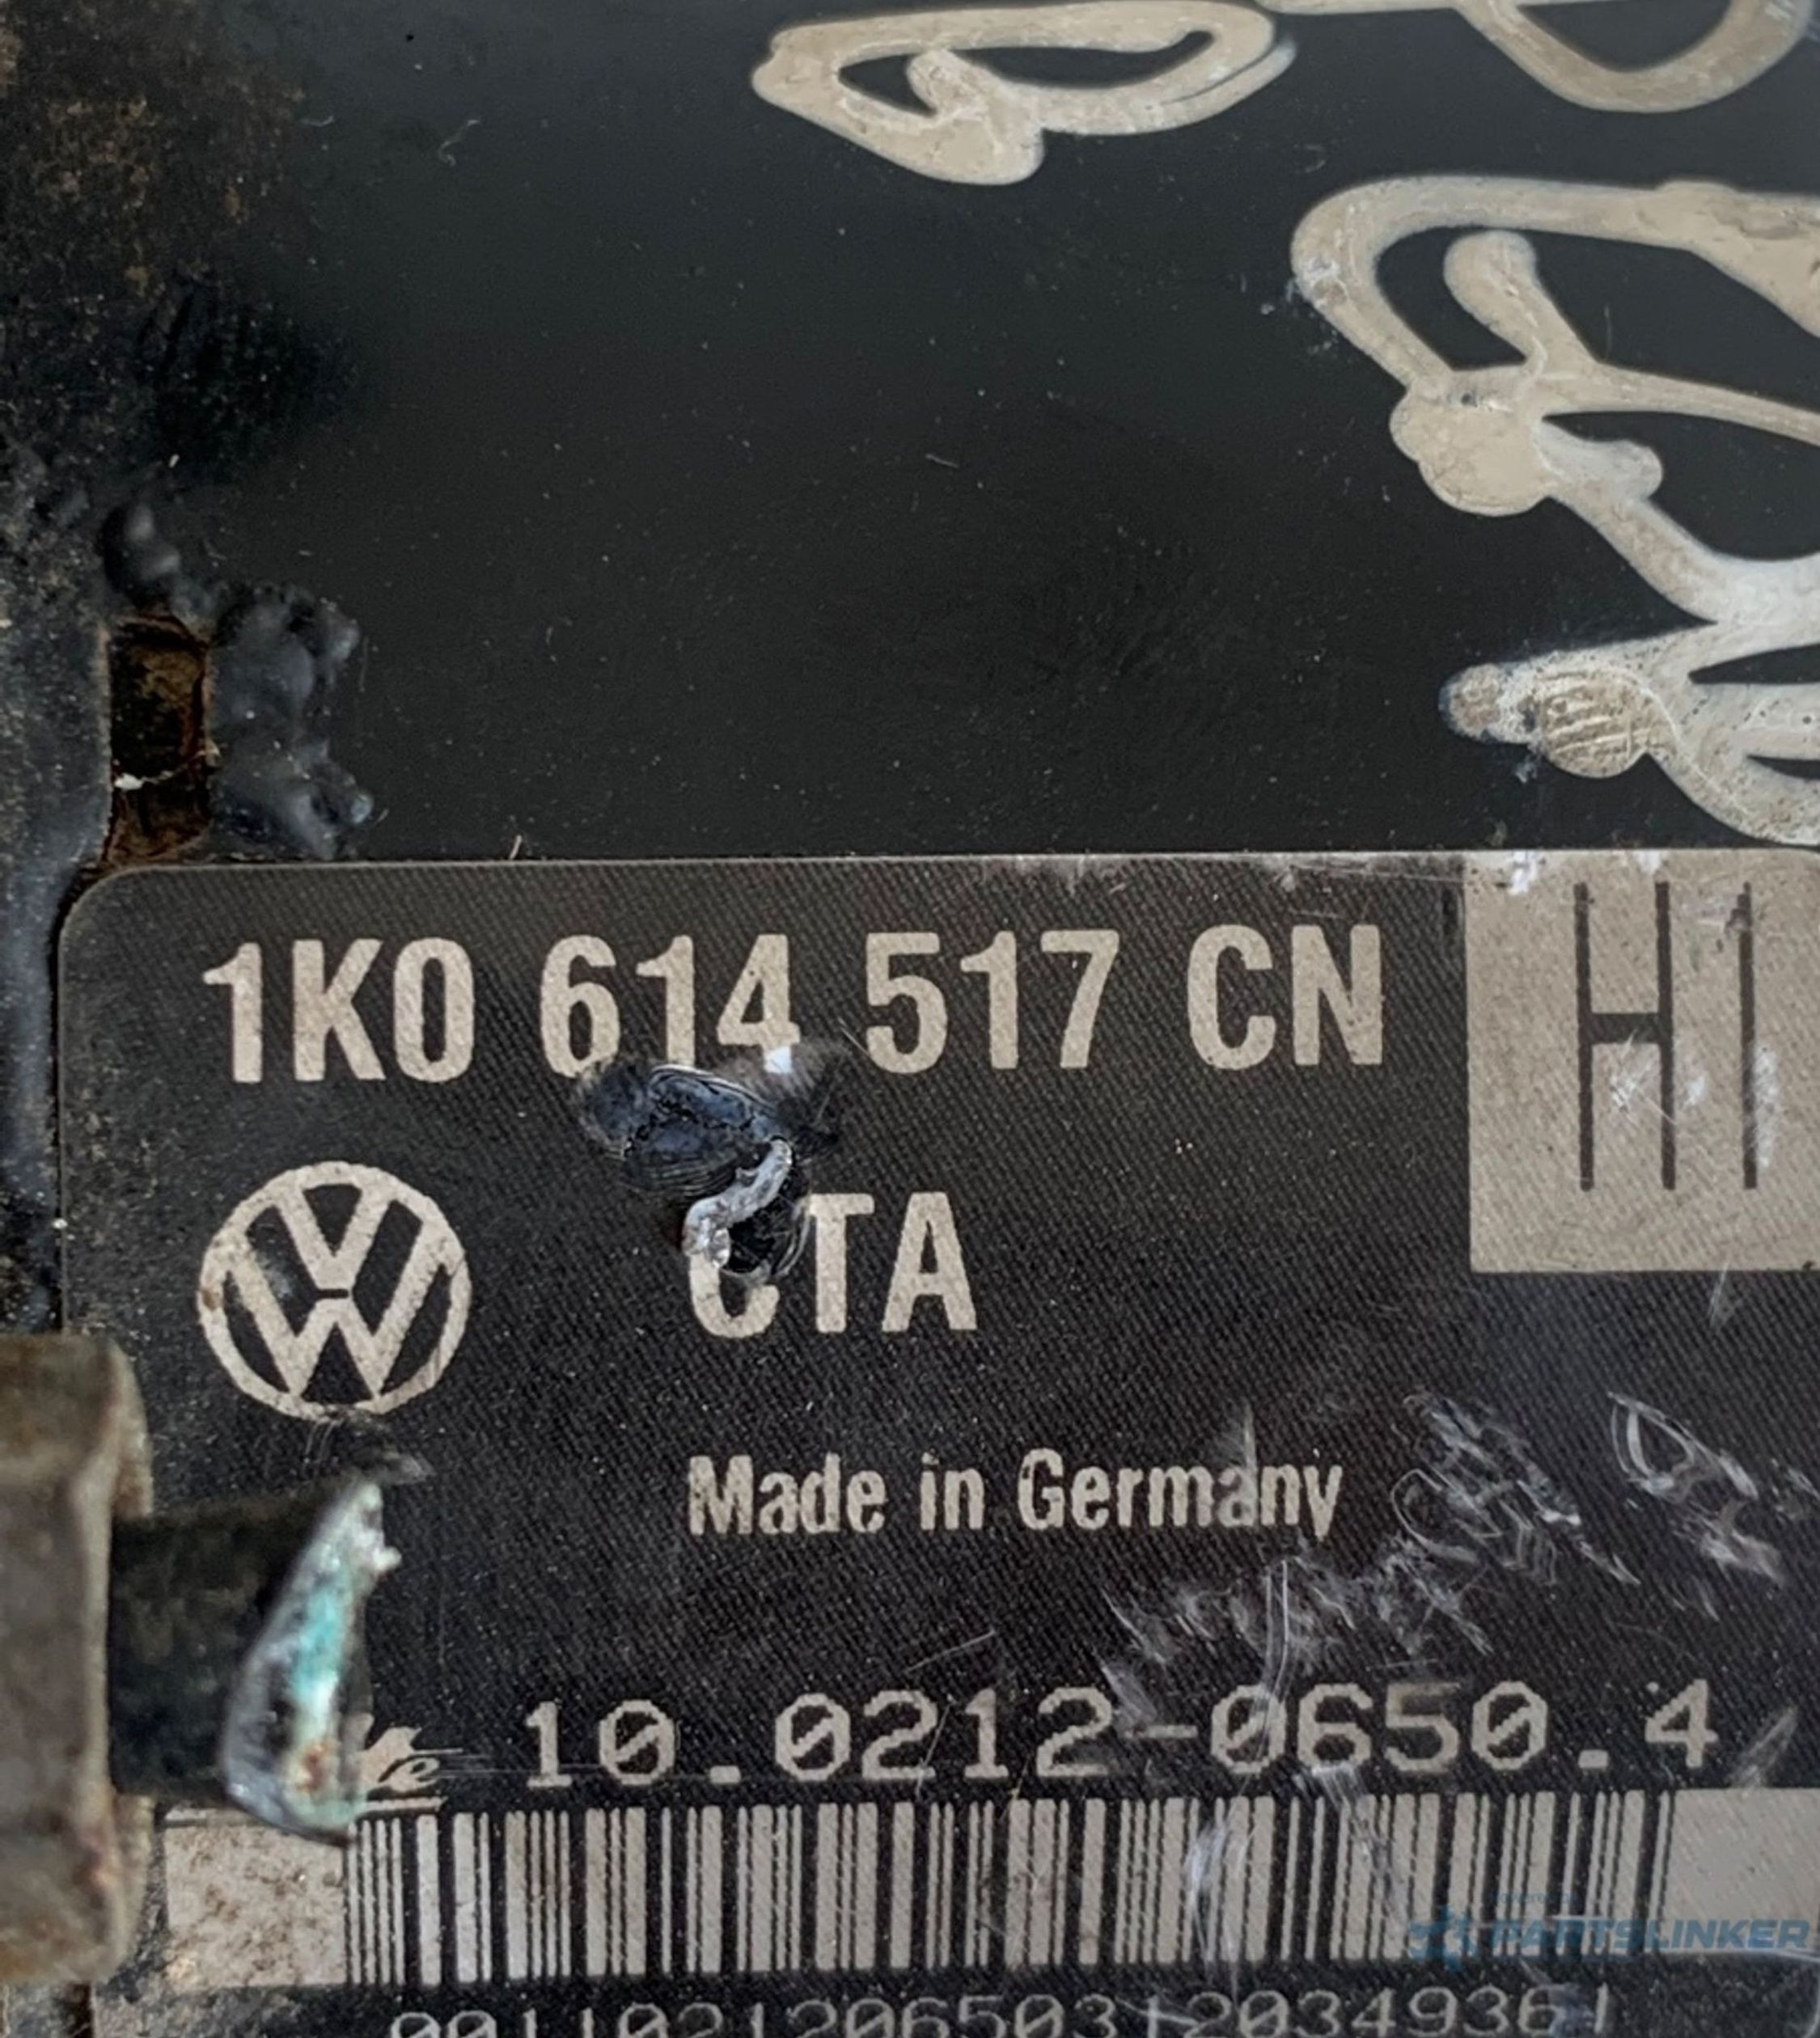 1K0 614 517 CN
H1
CTA
Made in Germany
10.0212-0650.4
PARTSLINKER